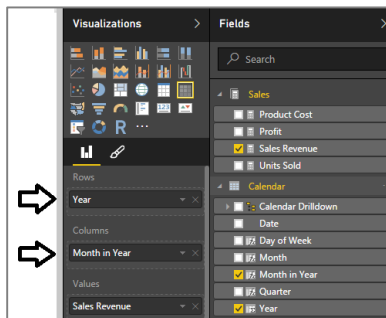 Visualizations
Rows
Year
Columns
Month in Year
Values
Sales Revenue
Fields
Search
Sales
Product Cost
Profit
Sales Revenue
Units Sold
Calendar
Calendar Drilldown
Date
Day of Week
Month
Month in Year
Quarter
Year